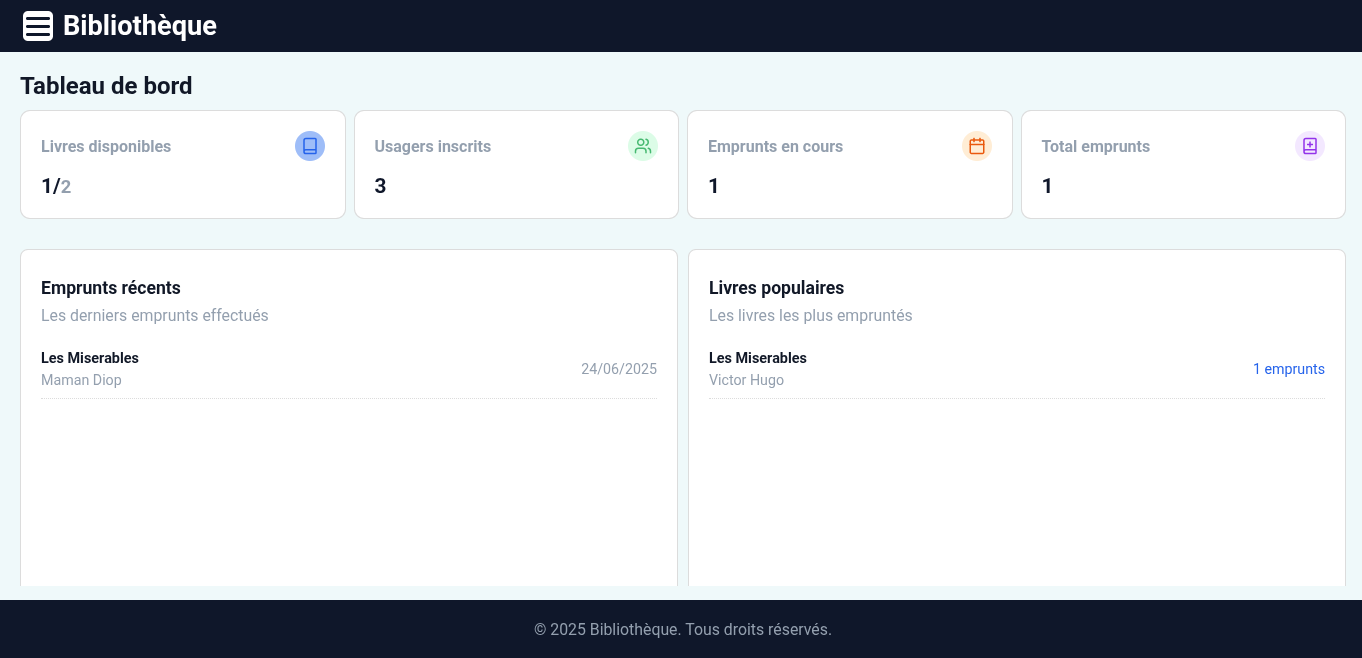 Bibliothèque
Tableau de bord
Livres disponibles
1/2
Usagers inscrits
3
Emprunts en cours
1
Total emprunts
1
Emprunts récents
Les derniers emprunts effectués
Les Miserables
Maman Diop
24/06/2025
Livres populaires
Les livres les plus empruntés
Les Miserables
Victor Hugo
1 emprunts
© 2025 Bibliothèque. Tous droits réservés.